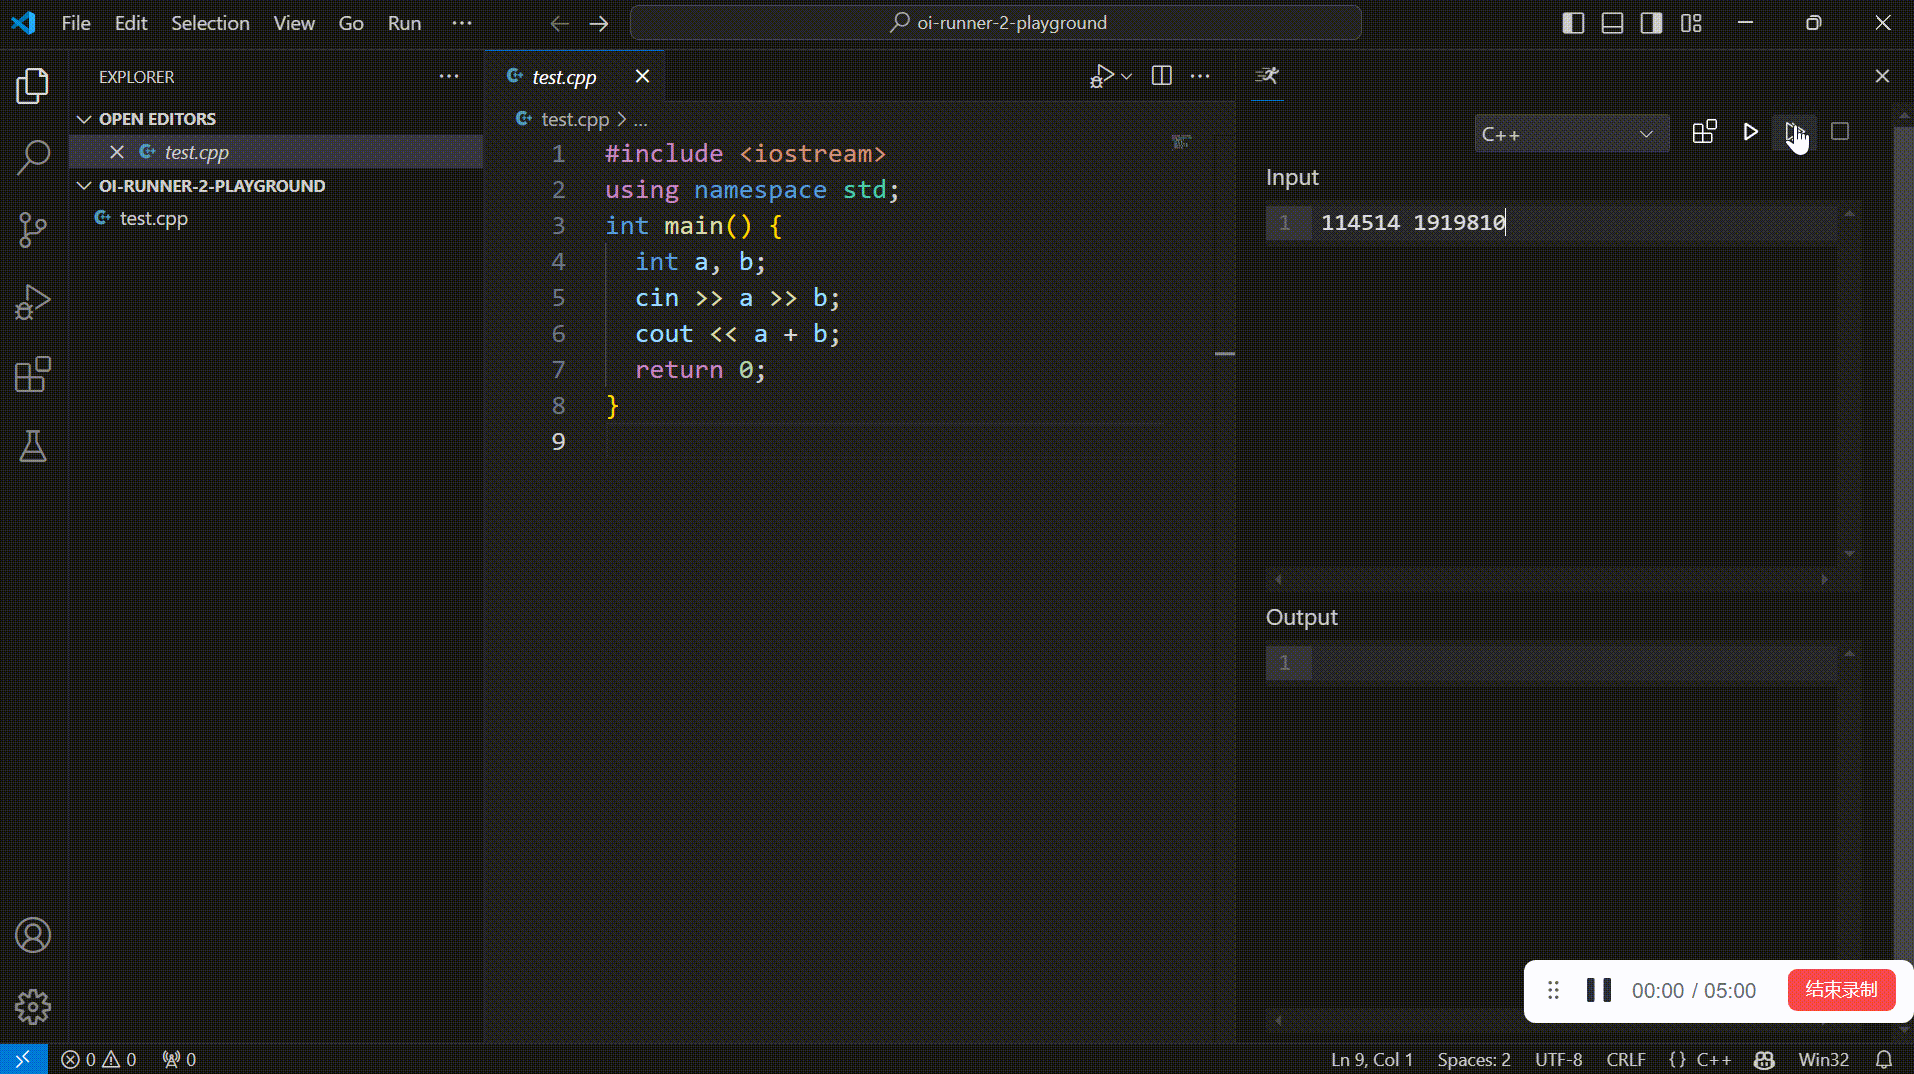 File Edit Selection View Go Run
oi-runner-2-playground
EXPLORER
OPEN EDITORS
test.cpp
OI-RUNNER-2-PLAYGROUND
test.cpp
test.cpp
test.cpp > ...
1 #include <iostream>
2 using namespace std;
3 int main() {
4 int a, b;
5 cin >> a >> b;
6 cout << a + b;
7 return 0;
8 }
9
C++
Input
1 114514 1919810
Output
1
00:00 / 05:00 结束录制
0 0 0
Ln 9, Col 1 Spaces: 2 UTF-8 CRLF {} C++ Win32